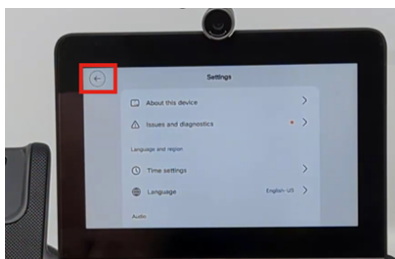 Settings
About this device
Issues and diagnostics
Language and region
Time settings
Language English-US
Audio